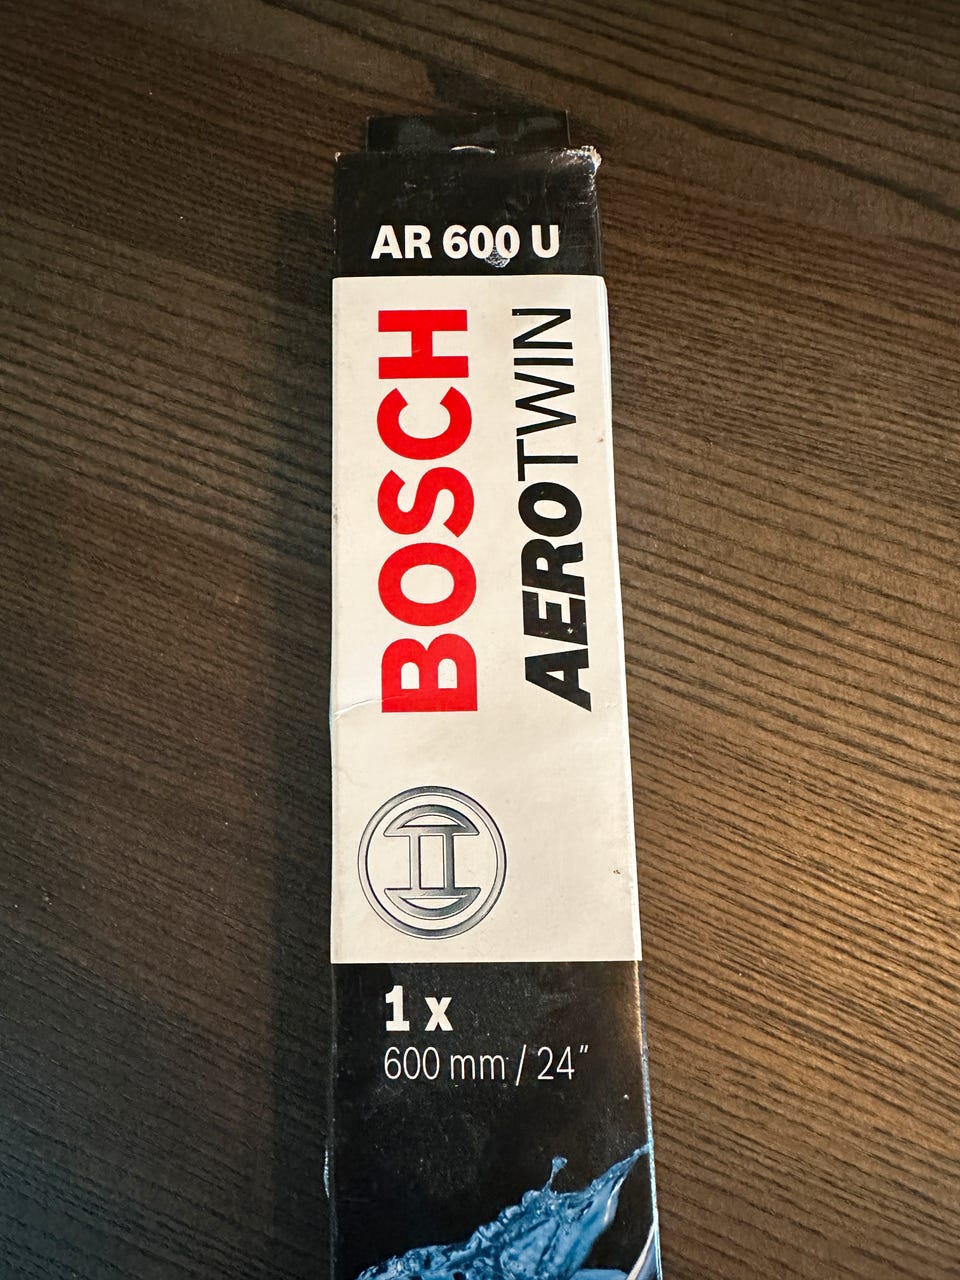 AR 600 U
BOSCH
AEROTWIN
1 x
600 mm / 24"